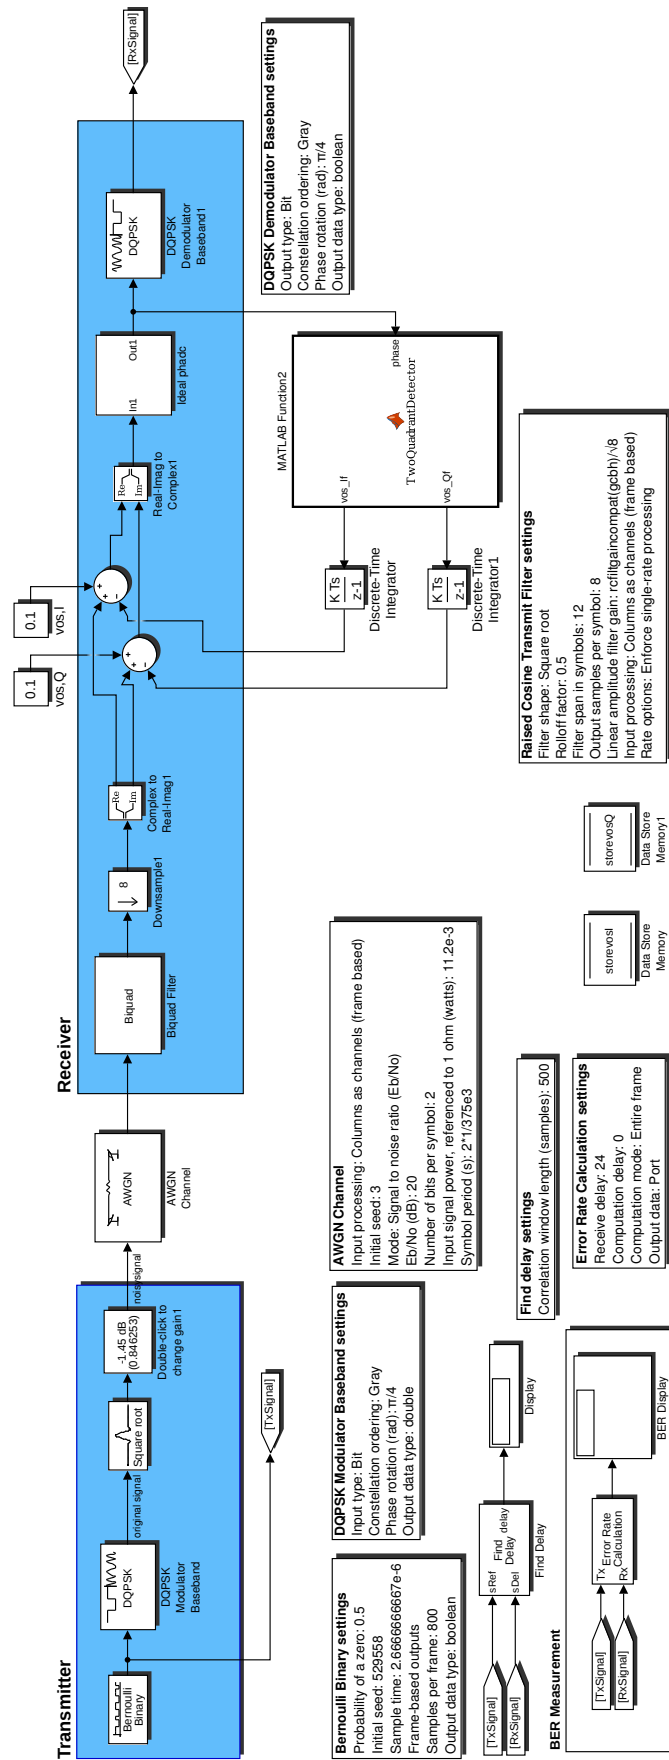 Transmitter
Bernoulli
Binary
DQPSK
DQPSK
Modulator
Baseband
original signal
Square root
-1.45 dB
(0.846253)
Double-click to
change gain1
noisysignal
[TxSignal]
AWGN
AWGN
Channel
Receiver
Biquad
Biquad Filter
8
Downsample1
Re
Im
Complex to
Real-Imag1
0.1
vos,Q
0.1
vos,I
+
-
+
+
-
+
Re
Im
Real-Imag to
Complex1
In1
Out1
Ideal phadc
DQPSK
DQPSK
Demodulator
Baseband1
[RxSignal]
K Ts
z-1
Discrete-Time
Integrator
K Ts
z-1
Discrete-Time
Integrator1
MATLAB Function2
vos_If
vos_Qf
phase
TwoQuadrantDetector
DQPSK Demodulator Baseband settings
Output type: Bit
Constellation ordering: Gray
Phase rotation (rad): π/4
Output data type: boolean
Bernoulli Binary settings
Probability of a zero: 0.5
Initial seed: 529558
Sample time: 2.6666666667e-6
Frame-based outputs
Samples per frame: 800
Output data type: boolean
DQPSK Modulator Baseband settings
Input type: Bit
Constellation ordering: Gray
Phase rotation (rad): π/4
Output data type: double
AWGN Channel
Input processing: Columns as channels (frame based)
Initial seed: 3
Mode: Signal to noise ratio (Eb/No)
Eb/No (dB): 20
Number of bits per symbol: 2
Input signal power, referenced to 1 ohm (watts): 11.2e-3
Symbol period (s): 2*1/375e3
Raised Cosine Transmit Filter settings
Filter shape: Square root
Rolloff factor: 0.5
Filter span in symbols: 12
Output samples per symbol: 8
Linear amplitude filter gain: rcfiltgaincompat(gcbh)/√8
Input processing: Columns as channels (frame based)
Rate options: Enforce single-rate processing
[TxSignal]
[RxSignal]
sRef
sDel
Find
Delay
delay
Find Delay
Display
Find delay settings
Correlation window length (samples): 500
storevosI
Data Store
Memory
storevosQ
Data Store
Memory1
BER Measurement
[TxSignal]
[RxSignal]
Tx
Rx
Error Rate
Calculation
BER Display
Error Rate Calculation settings
Receive delay: 24
Computation delay: 0
Computation mode: Entire frame
Output data: Port